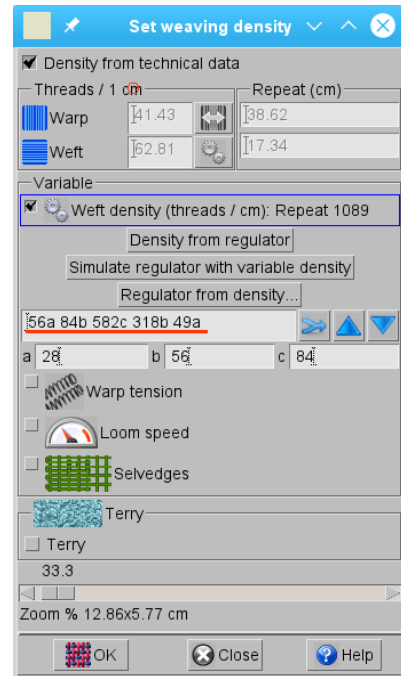 Set weaving density
Density from technical data
Threads / 1 cm
Repeat (cm)
Warp 41.43 38.62
Weft 62.81 17.34
Variable
Weft density (threads / cm): Repeat 1089
Density from regulator
Simulate regulator with variable density
Regulator from density...
56a 84b 582c 318b 49a
a 28 b 56 c 84
Warp tension
Loom speed
Selvedges
Terry
Terry
33.3
Zoom % 12.86x5.77 cm
OK Close Help